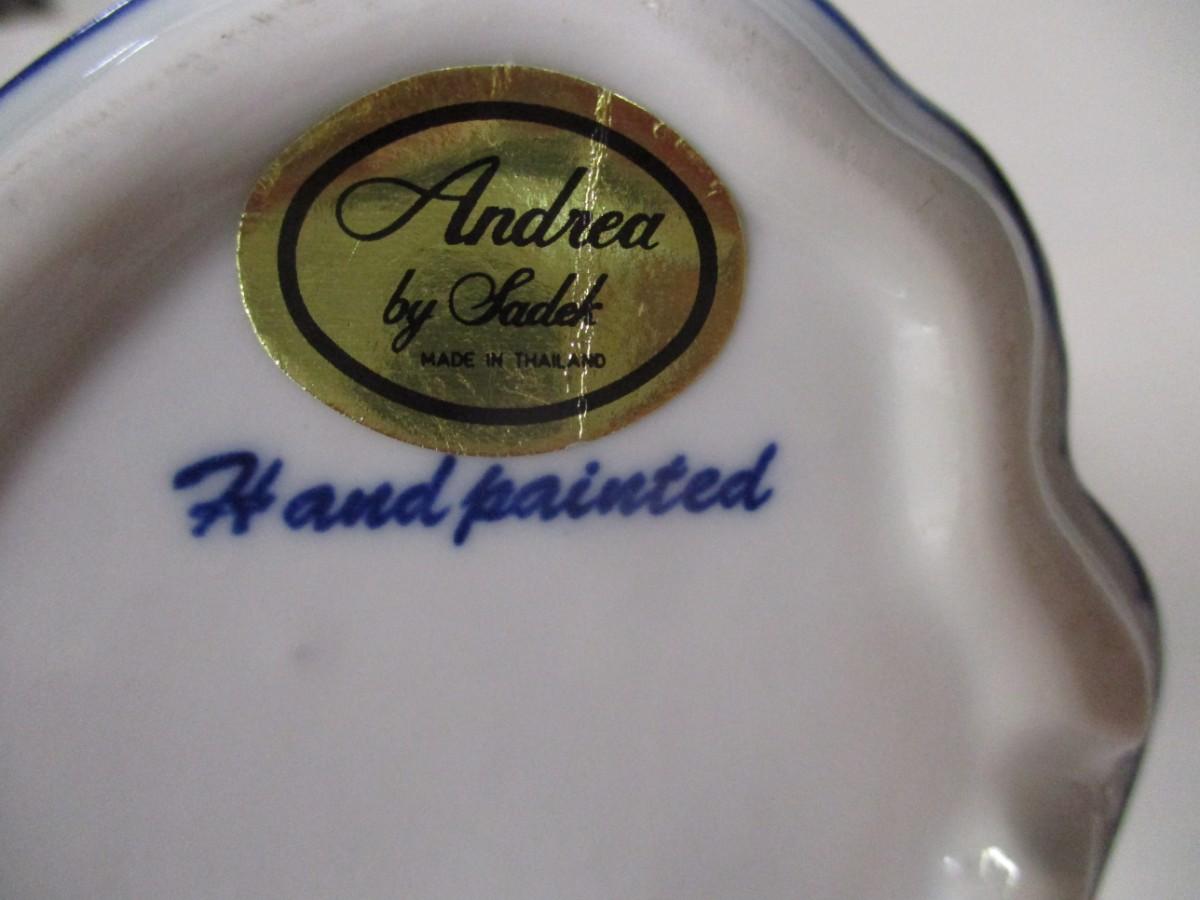 Andrea
by Sadek
MADE IN THAILAND
Hand painted